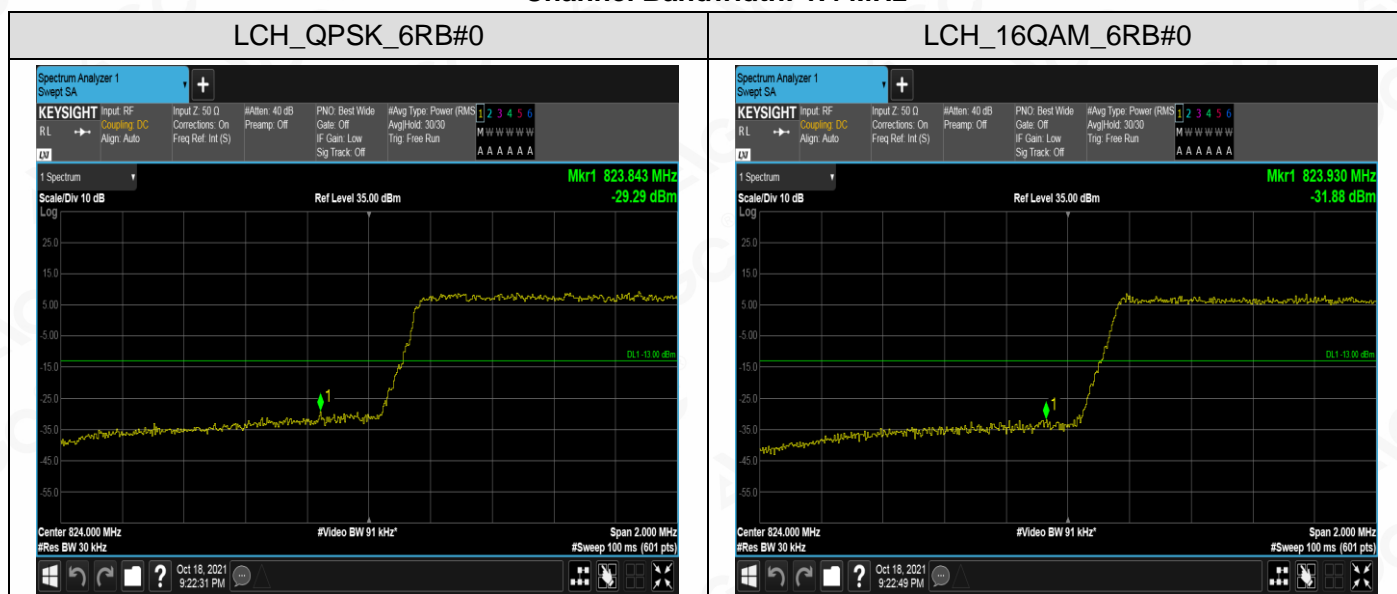 LCH_QPSK_6RB#0
LCH_16QAM_6RB#0
Spectrum Analyzer 1
Swept SA
+
KEYSIGHT
RL
LXI
Input: RF
Coupling: DC
Align: Auto
Input Z: 50 Ω
Corrections: On
Freq Ref: Int (S)
#Atten: 40 dB
Preamp: Off
PNO: Best Wide
Gate: Off
IF Gain: Low
Sig Track: Off
#Avg Type: Power (RMS
Avg|Hold: 30/30
Trig: Free Run
1 2 3 4 5 6
M W W W W W
A A A A A A
1 Spectrum
Mkr1 823.843 MHz
-29.29 dBm
Scale/Div 10 dB
Ref Level 35.00 dBm
Log
25.0
15.0
5.00
-5.00
DL1 -13.00 dBm
-15.0
-25.0
1
-35.0
-45.0
-55.0
Center 824.000 MHz
#Video BW 91 kHz*
Span 2.000 MHz
#Res BW 30 kHz
#Sweep 100 ms (601 pts)
?
Oct 18, 2021
9:22:31 PM
Spectrum Analyzer 1
Swept SA
+
KEYSIGHT
RL
LXI
Input: RF
Coupling: DC
Align: Auto
Input Z: 50 Ω
Corrections: On
Freq Ref: Int (S)
#Atten: 40 dB
Preamp: Off
PNO: Best Wide
Gate: Off
IF Gain: Low
Sig Track: Off
#Avg Type: Power (RMS
Avg|Hold: 30/30
Trig: Free Run
1 2 3 4 5 6
M W W W W W
A A A A A A
1 Spectrum
Mkr1 823.930 MHz
-31.88 dBm
Scale/Div 10 dB
Ref Level 35.00 dBm
Log
25.0
15.0
5.00
-5.00
DL1 -13.00 dBm
-15.0
-25.0
1
-35.0
-45.0
-55.0
Center 824.000 MHz
#Video BW 91 kHz*
Span 2.000 MHz
#Res BW 30 kHz
#Sweep 100 ms (601 pts)
?
Oct 18, 2021
9:22:49 PM